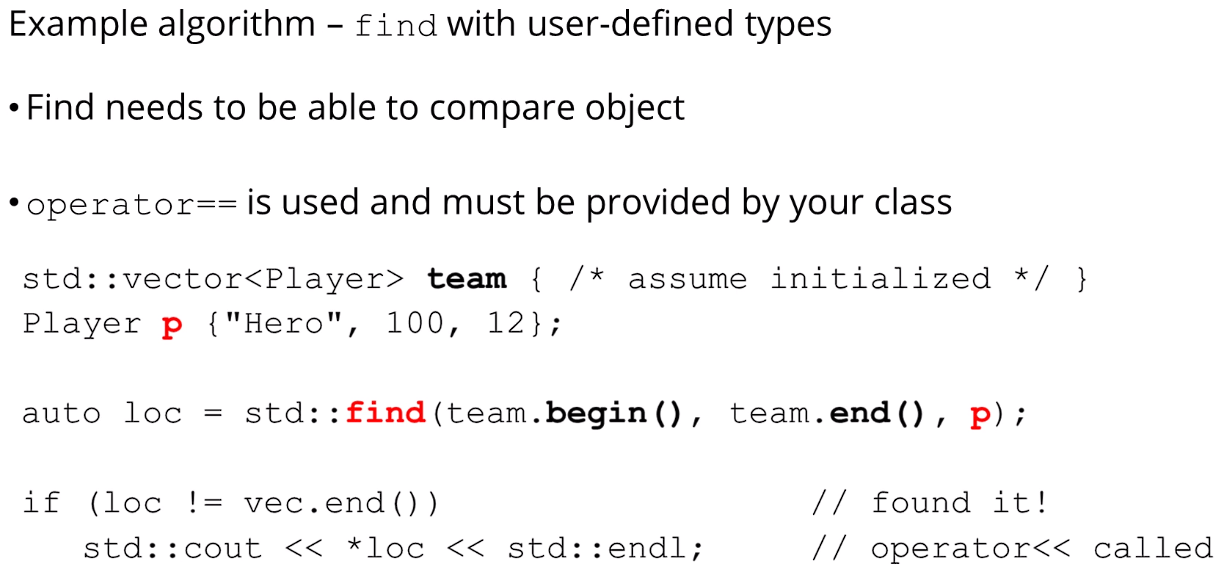 Example algorithm – find with user-defined types
• Find needs to be able to compare object
• operator== is used and must be provided by your class
std::vector<Player> team { /* assume initialized */ }
Player p {"Hero", 100, 12};
auto loc = std::find(team.begin(), team.end(), p);
if (loc != vec.end()) // found it!
std::cout << *loc << std::endl; // operator<< called